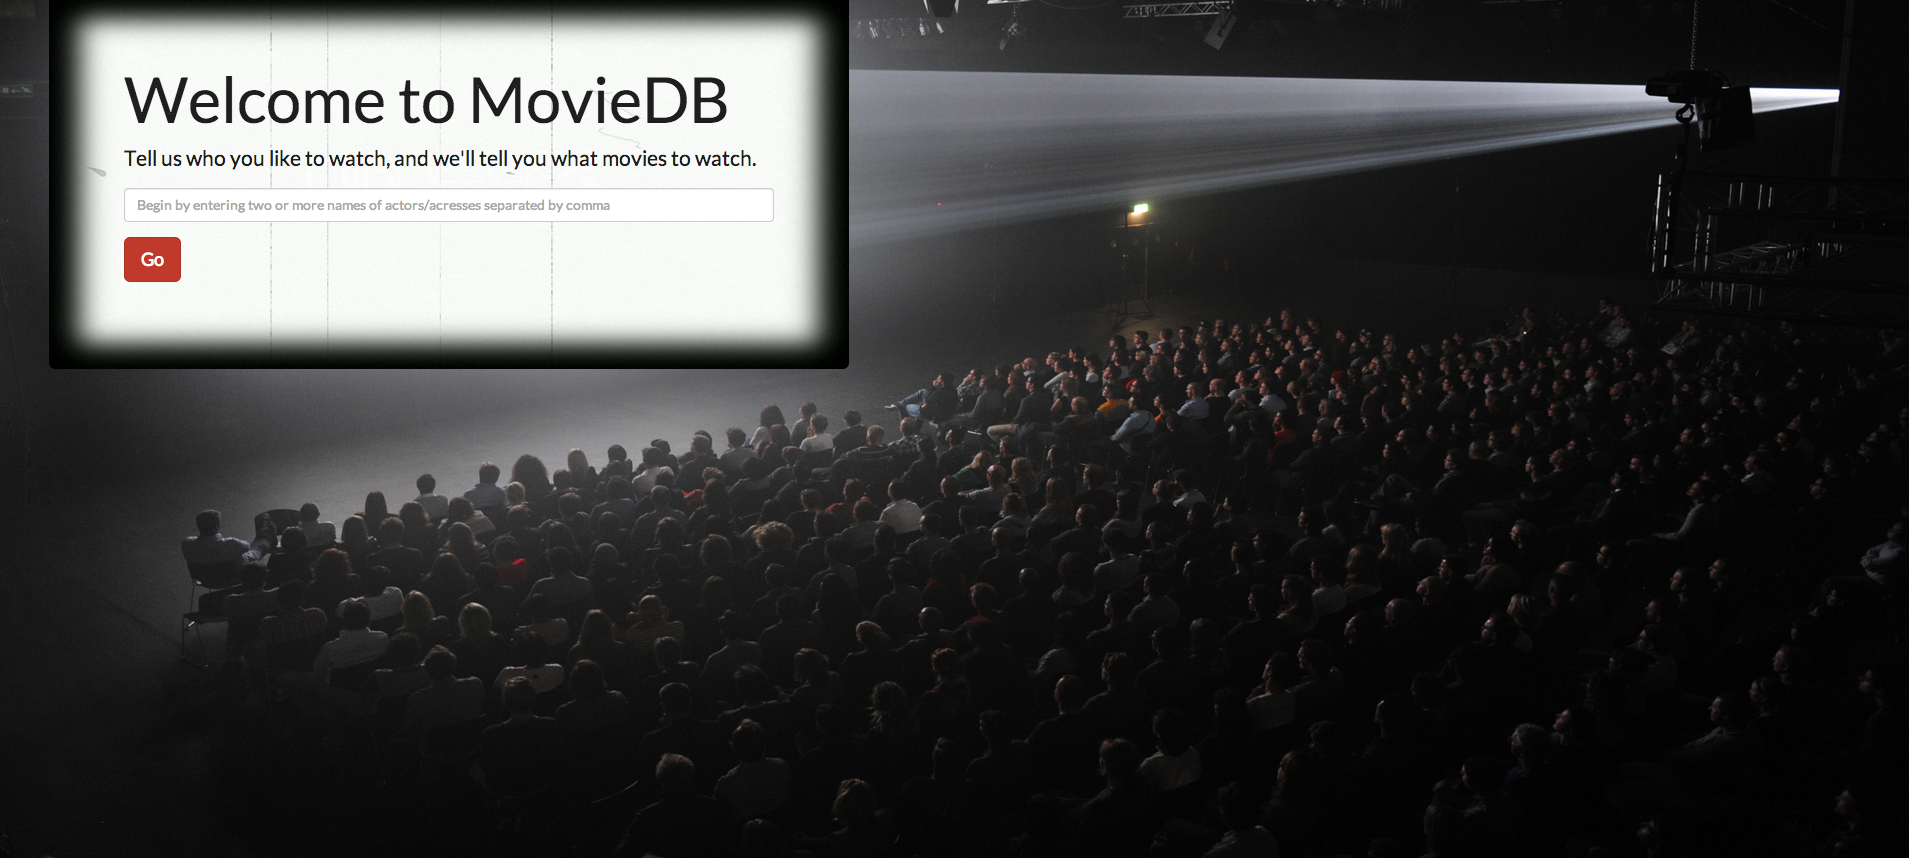 Welcome to MovieDB
Tell us who you like to watch, and we'll tell you what movies to watch.
Begin by entering two or more names of actors/acresses separated by comma
Go